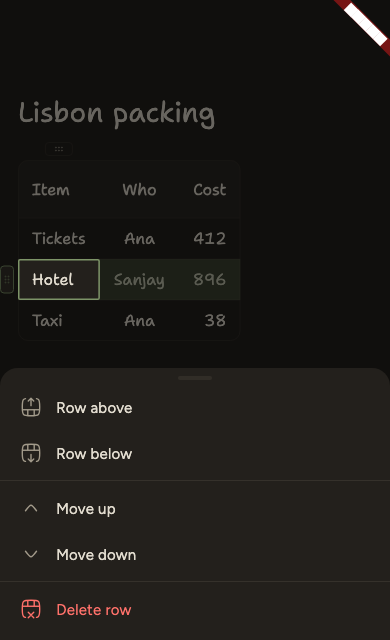 Lisbon packing
Item Who Cost
Tickets Ana 412
Hotel Sanjay 896
Taxi Ana 38
Row above
Row below
Move up
Move down
Delete row